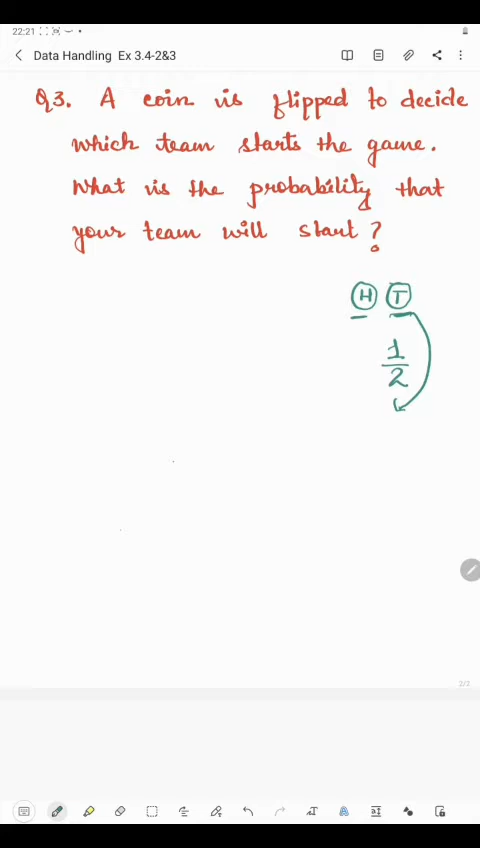 22:21
Data Handling Ex 3.4-2&3
Q3. A coin is flipped to decide
which team starts the game.
What is the probability that
your team will start?
H T
1
2
2/2